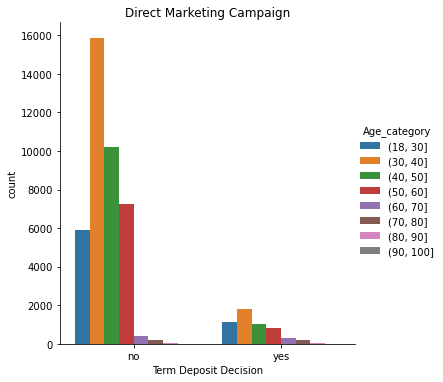 Direct Marketing Campaign
16000
14000
12000
10000
8000
6000
4000
2000
0
count
no
yes
Term Deposit Decision
Age_category
(18, 30]
(30, 40]
(40, 50]
(50, 60]
(60, 70]
(70, 80]
(80, 90]
(90, 100]